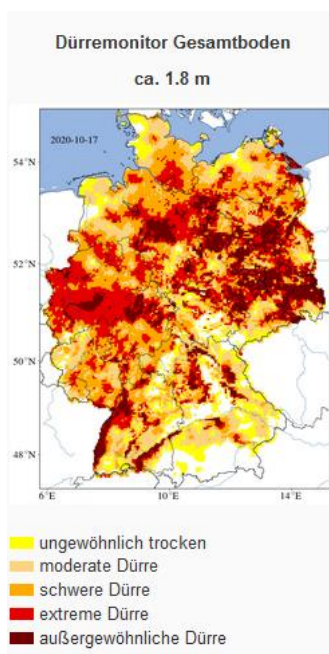 Dürremonitor Gesamtboden
ca. 1.8 m
2020-10-17
54°N
52°N
50°N
48°N
6°E 10°E 14°E
ungewöhnlich trocken
moderate Dürre
schwere Dürre
extreme Dürre
außergewöhnliche Dürre